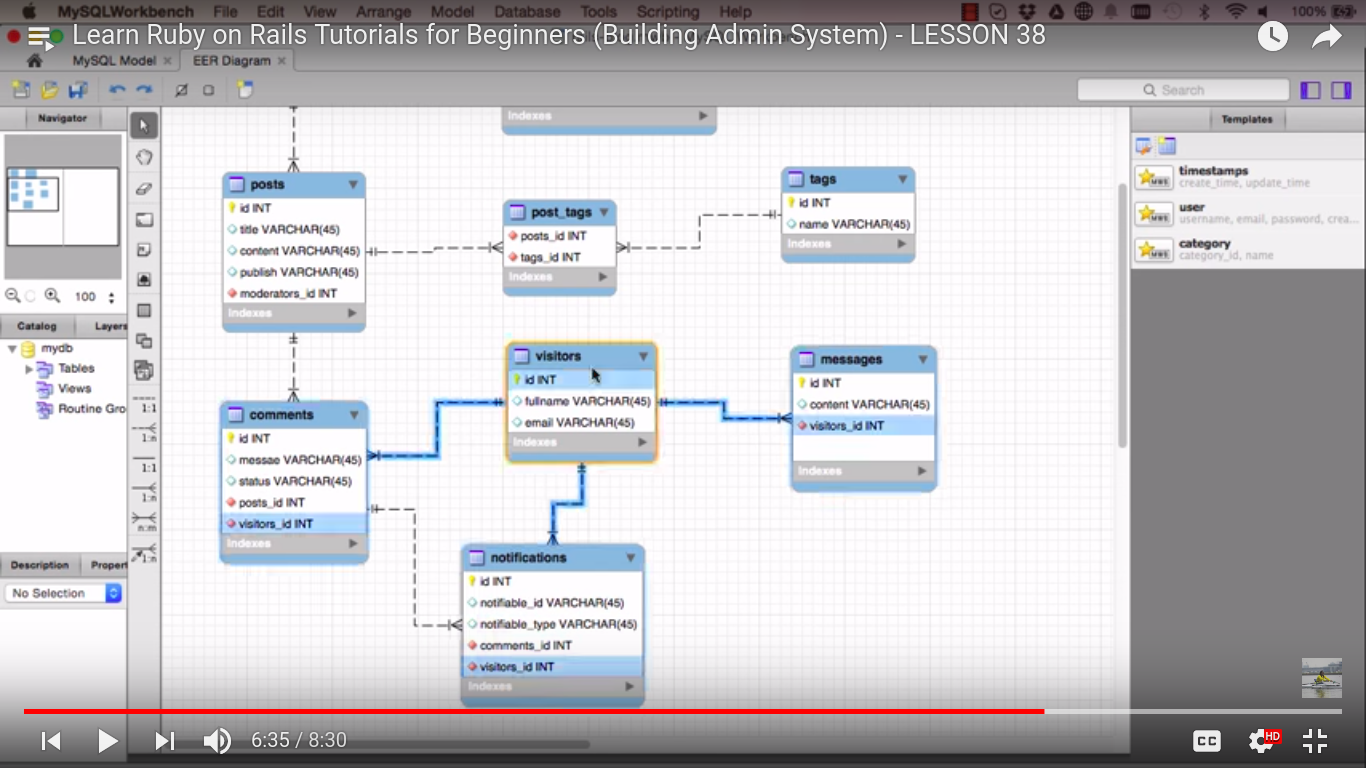 MySQLWorkbench File Edit View Arrange Model Database Tools Scripting Help 100%
Learn Ruby on Rails Tutorials for Beginners (Building Admin System) - LESSON 38
MySQL Model EER Diagram
Search
Navigator
100
Catalog Layers
mydb
Tables
Views
Routine Gro
Description Propert
No Selection
1:1
1:n
1:1
1:n
n:m
1:n
Indexes
posts
id INT
title VARCHAR(45)
content VARCHAR(45)
publish VARCHAR(45)
moderators_id INT
Indexes
post_tags
posts_id INT
tags_id INT
Indexes
tags
id INT
name VARCHAR(45)
Indexes
visitors
id INT
fullname VARCHAR(45)
email VARCHAR(45)
Indexes
messages
id INT
content VARCHAR(45)
visitors_id INT
Indexes
comments
id INT
messae VARCHAR(45)
status VARCHAR(45)
posts_id INT
visitors_id INT
Indexes
notifications
id INT
notifiable_id VARCHAR(45)
notifiable_type VARCHAR(45)
comments_id INT
visitors_id INT
Indexes
Templates
timestamps
create_time, update_time
user
username, email, password, crea...
category
category_id, name
6:35 / 8:30
CC HD